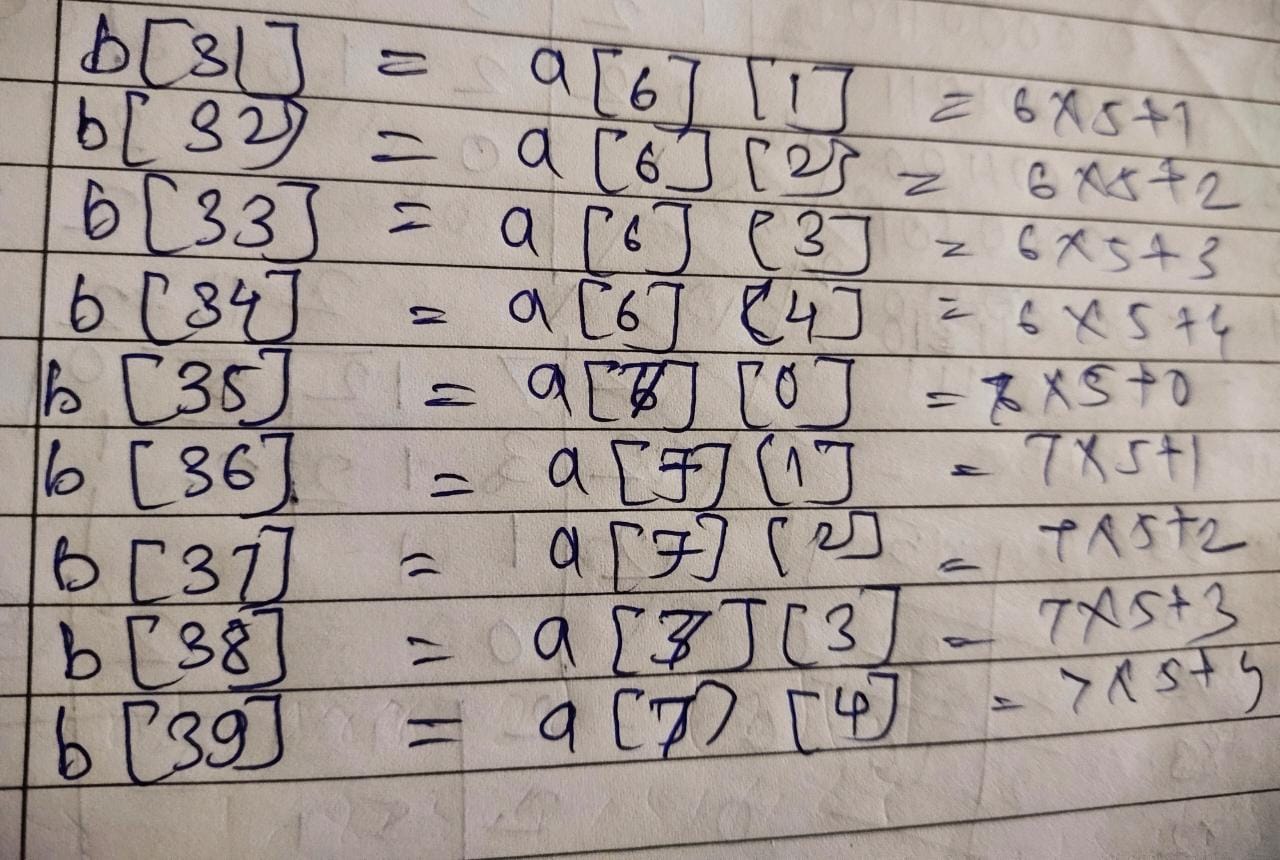 b[31] = a[6] [1] = 6×5+1
b[32] = a[6] [2] = 6×5+2
b[33] = a[6] [3] = 6×5+3
b[34] = a[6] [4] = 6×5+4
b[35] = a[7] [0] = 7×5+0
b[36] = a[7] [1] = 7×5+1
b[37] = a[7] [2] = 7×5+2
b[38] = a[7] [3] = 7×5+3
b[39] = a[7] [4] = 7×5+4